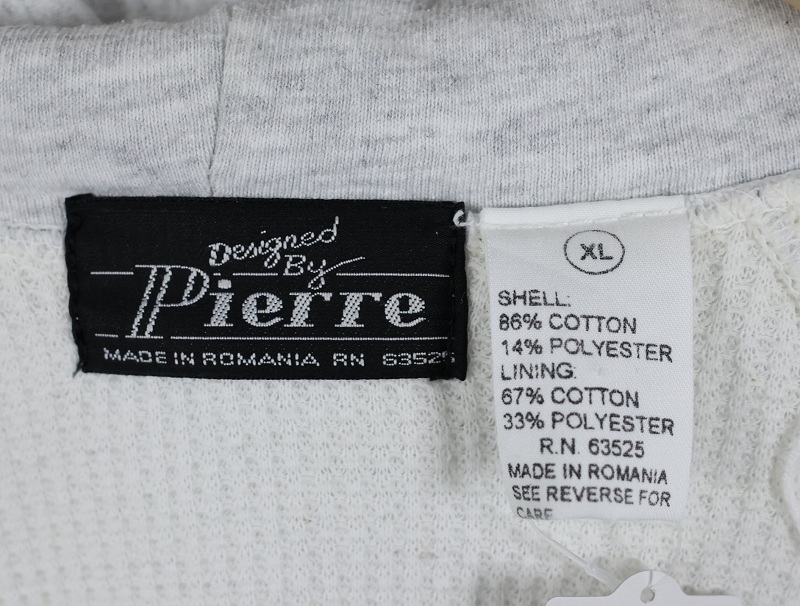 Designed
By
Pierre
MADE IN ROMANIA RN 63525
XL
SHELL:
86% COTTON
14% POLYESTER
LINING:
67% COTTON
33% POLYESTER
R.N. 63525
MADE IN ROMANIA
SEE REVERSE FOR
CARE